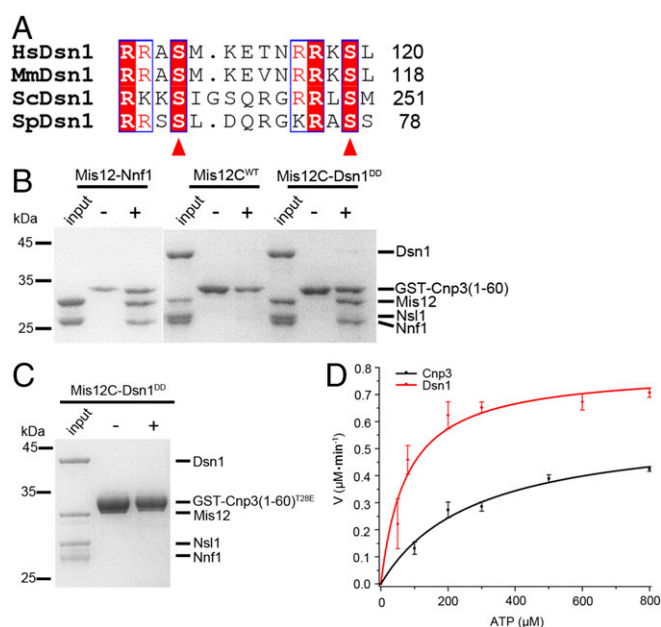 A
HsDsn1 RRASM.KETNRRKSL 120
MmDsn1 RRASM.KEVNRRKSL 118
ScDsn1 RKKSIGSQRGRRLSM 251
SpDsn1 RRSSL.DQRGKRASS 78
B
Mis12-Nnf1 Mis12C^WT Mis12C-Dsn1^DD
kDa input - + input - + input - +
45
35
25
Dsn1
GST-Cnp3(1-60)
Mis12
Nsl1
Nnf1
C
Mis12C-Dsn1^DD
kDa input - +
45
35
25
Dsn1
GST-Cnp3(1-60)^T28E
Mis12
Nsl1
Nnf1
D
Cnp3
Dsn1
V (μM•min⁻¹)
0.8
0.7
0.6
0.5
0.4
0.3
0.2
0.1
0.0
0 200 400 600 800
ATP (μM)